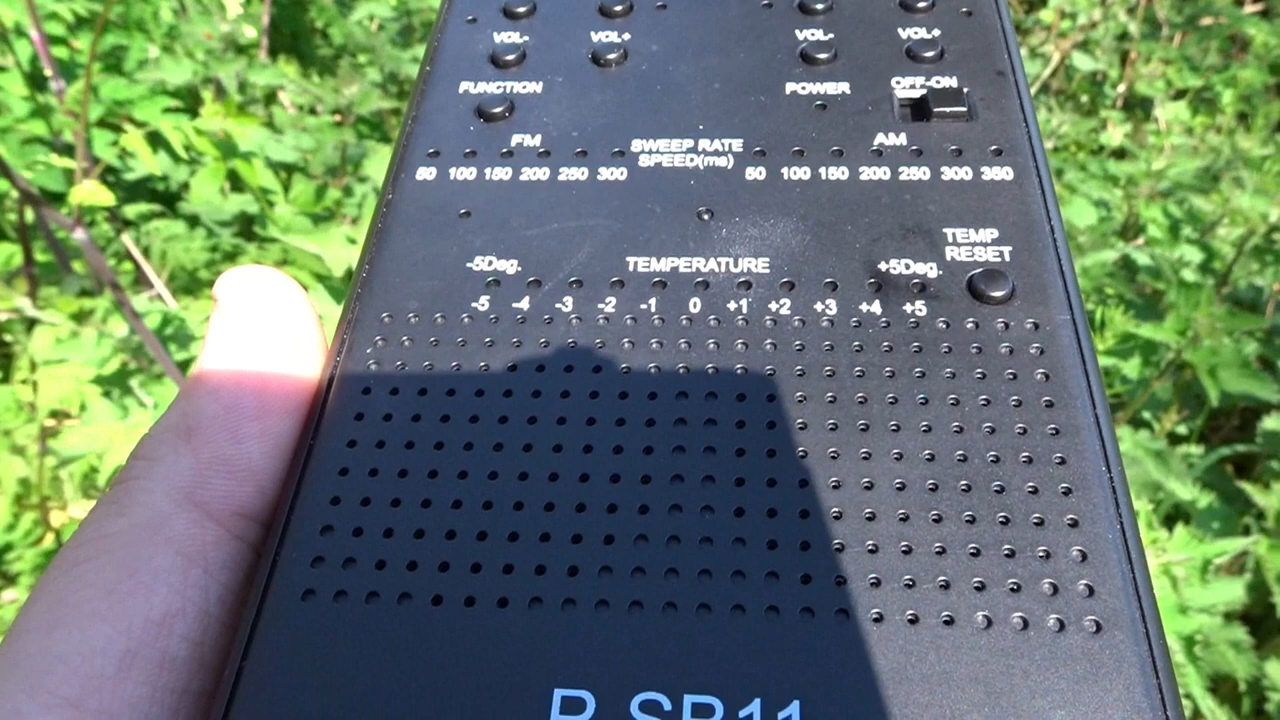 VOL- VOL+ VOL- VOL+
FUNCTION POWER OFF-ON
FM SWEEP RATE AM
SPEED(ms)
50 100 150 200 250 300 50 100 150 200 250 300 350
TEMP
RESET
-5Deg. TEMPERATURE +5Deg.
-5 -4 -3 -2 -1 0 +1 +2 +3 +4 +5